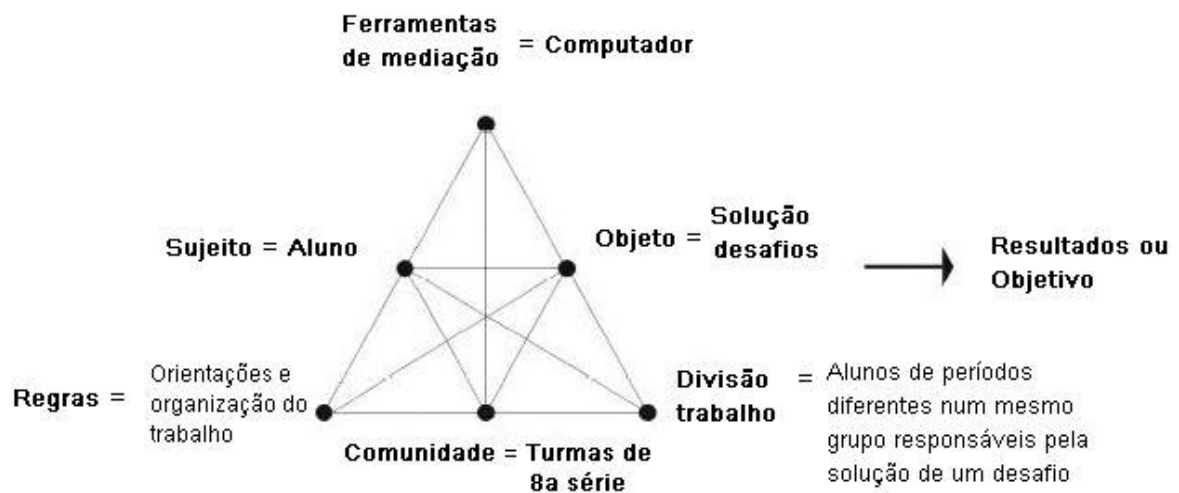 Ferramentas
de mediação = Computador
Sujeito = Aluno
Objeto = Solução
desafios
Resultados ou
Objetivo
Regras = Orientações e
organização do
trabalho
Divisão
trabalho = Alunos de períodos
diferentes num mesmo
grupo responsáveis pela
solução de um desafio
Comunidade = Turmas de
8a série